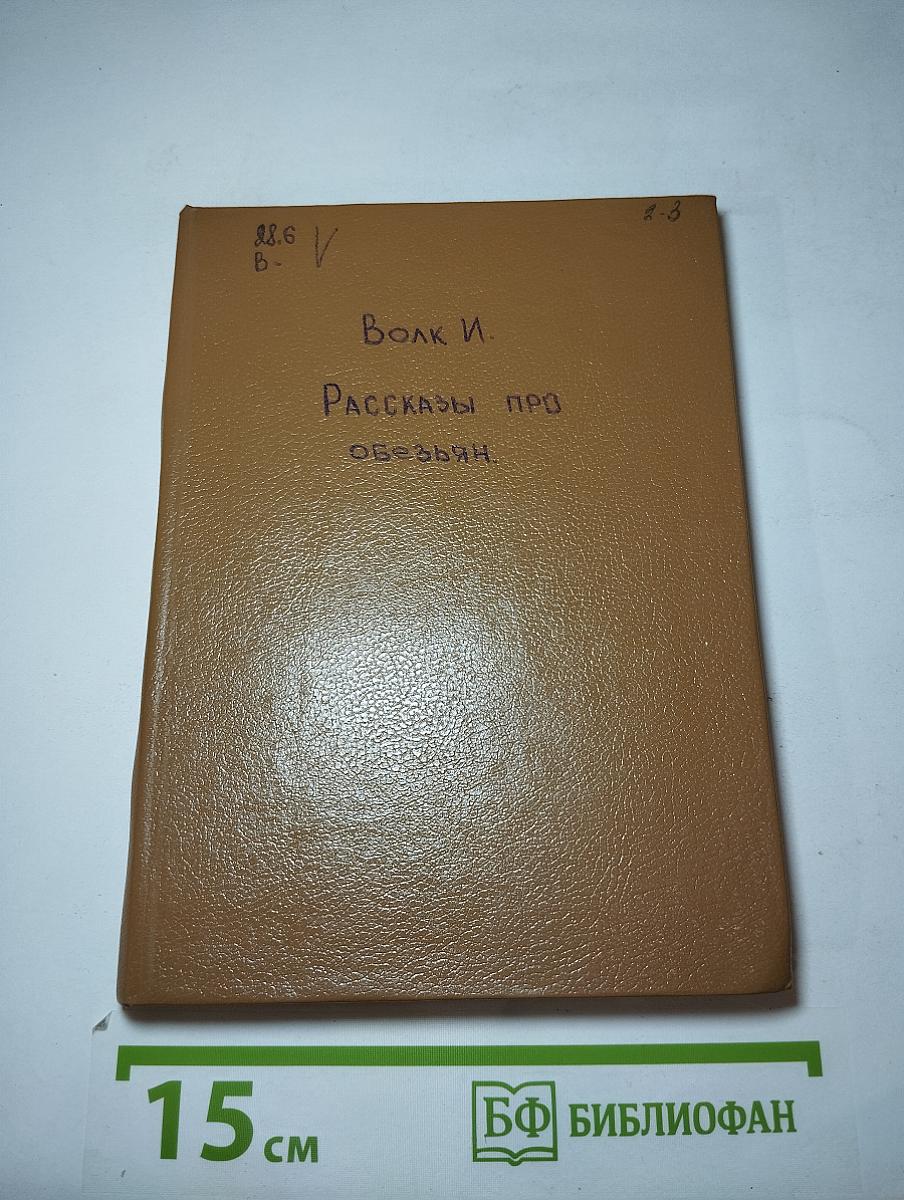 28.6 V
В-
2-3
Волк И.
Рассказы про
обезьян.
15 см
БФ БИБЛИОФАН